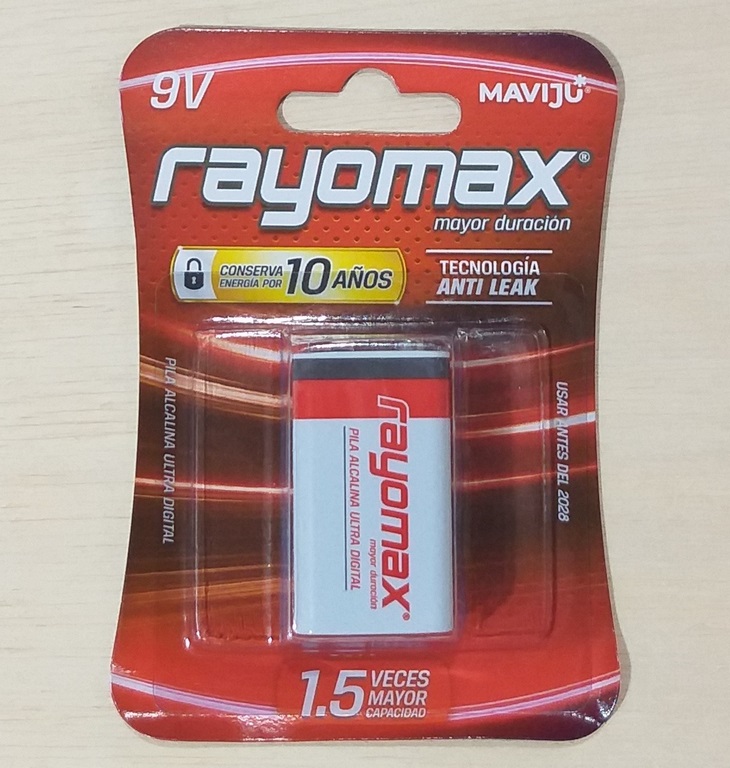 9V
MAVIJU®
rayomax®
mayor duración
CONSERVA
ENERGÍA POR
10 AÑOS
TECNOLOGÍA
ANTI LEAK
PILA ALCALINA ULTRA DIGITAL
rayomax®
mayor duración
PILA ALCALINA ULTRA DIGITAL
USAR ANTES DEL 2028
1.5 VECES
MAYOR
CAPACIDAD